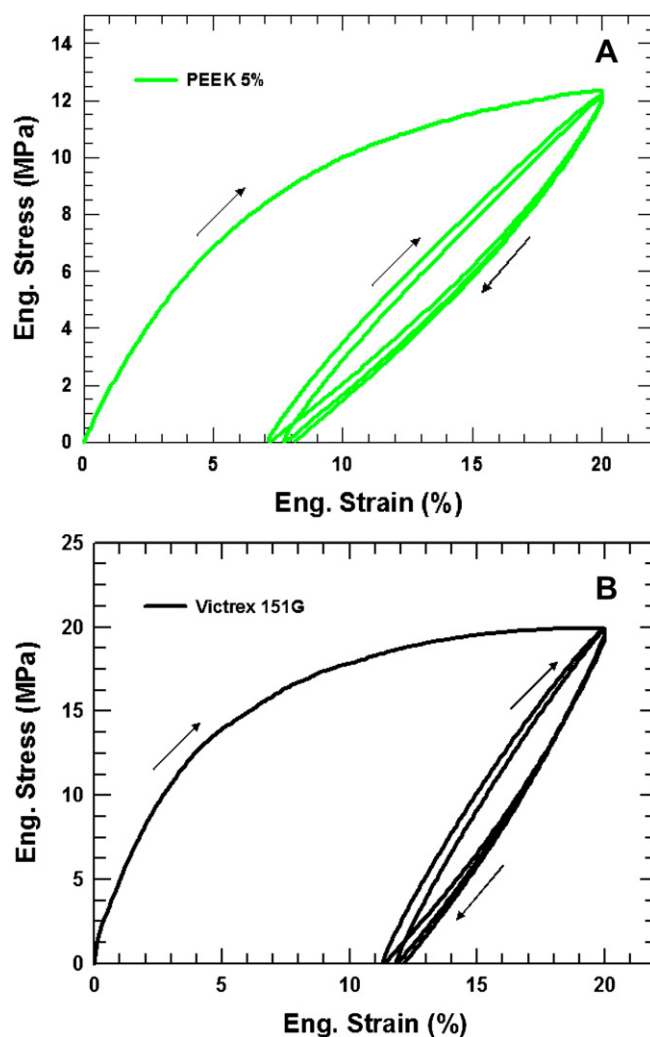 A
PEEK 5%
Eng. Stress (MPa)
14
12
10
8
6
4
2
0
0 5 10 15 20
Eng. Strain (%)
B
Victrex 151G
Eng. Stress (MPa)
25
20
15
10
5
0
0 5 10 15 20
Eng. Strain (%)